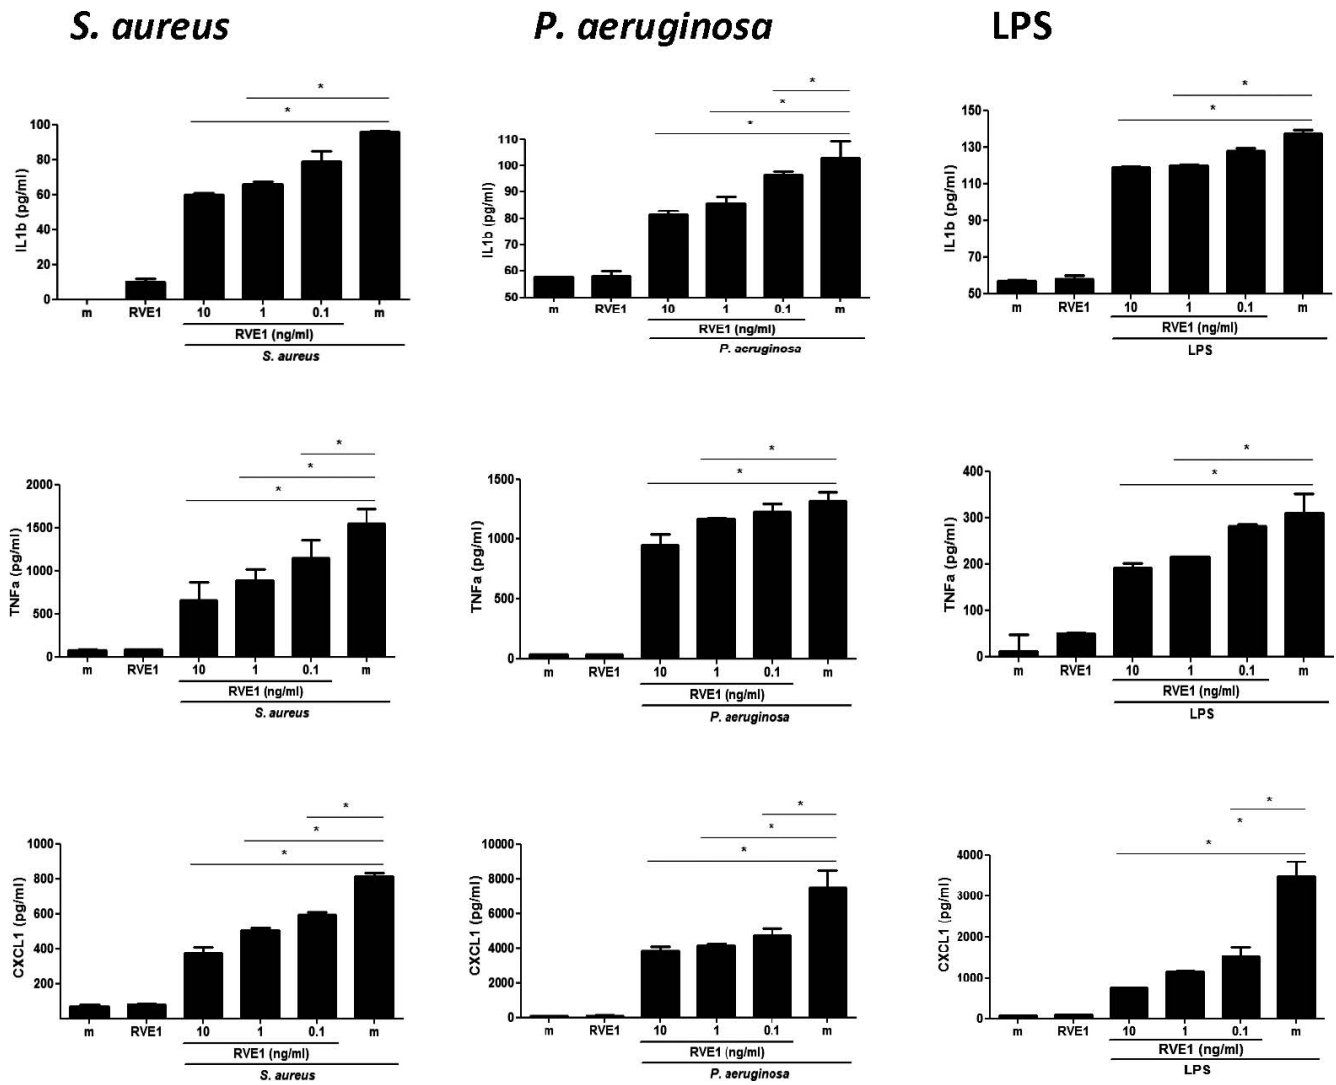 S. aureus P. aeruginosa LPS
* * *
* * *
* * *
IL1b (pg/ml)
100
80
60
40
20
0
m RVE1 10 1 0.1 m
RVE1 (ng/ml)
S. aureus
IL1b (pg/ml)
110
100
90
80
70
60
50
m RVE1 10 1 0.1 m
RVE1 (ng/ml)
P. aeruginosa
IL1b (pg/ml)
150
130
110
90
70
50
m RVE1 10 1 0.1 m
RVE1 (ng/ml)
LPS
*
*
*
TNFa (pg/ml)
2000
1500
1000
500
0
m RVE1 10 1 0.1 m
RVE1 (ng/ml)
S. aureus
*
*
TNFa (pg/ml)
1500
1000
500
0
m RVE1 10 1 0.1 m
RVE1 (ng/ml)
P. aeruginosa
*
*
TNFa (pg/ml)
400
300
200
100
0
m RVE1 10 1 0.1 m
RVE1 (ng/ml)
LPS
*
*
*
CXCL1 (pg/ml)
1000
800
600
400
200
m RVE1 10 1 0.1 m
RVE1 (ng/ml)
S. aureus
*
*
*
CXCL1 (pg/ml)
10000
8000
6000
4000
2000
0
m RVE1 10 1 0.1 m
RVE1 (ng/ml)
P. aeruginosa
*
*
*
CXCL1 (pg/ml)
4000
3000
2000
1000
0
m RVE1 10 1 0.1 m
RVE1 (ng/ml)
LPS